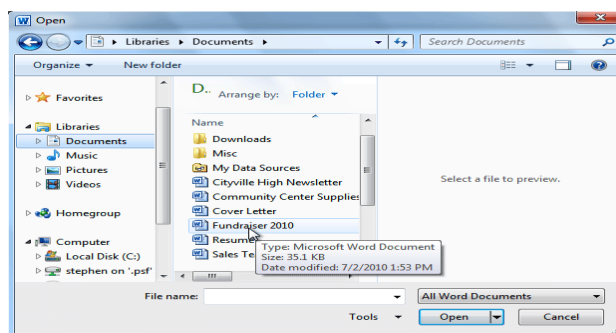 W Open
Libraries Documents Search Documents
Organize New folder
D.. Arrange by: Folder
Favorites
Libraries
Documents
Music
Pictures
Videos
Homegroup
Computer
Local Disk (C:)
stephen on '.psf'
Name
Downloads
Misc
My Data Sources
Cityville High Newsletter
Community Center Supplies
Cover Letter
Fundraiser 2010
Resume
Sales Te
Type: Microsoft Word Document
Size: 35.1 KB
Date modified: 7/2/2010 1:53 PM
Select a file to preview.
File name: All Word Documents
Tools Open Cancel